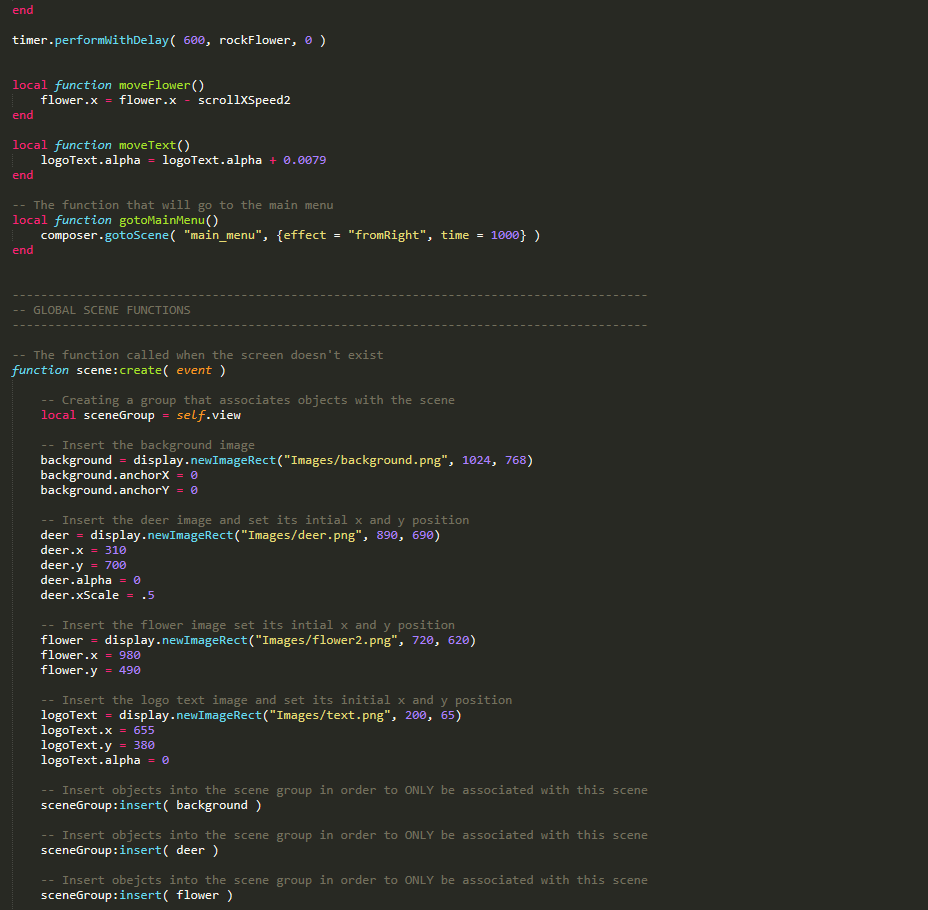 end
timer.performWithDelay( 600, rockFlower, 0 )
local function moveFlower()
flower.x = flower.x - scrollXSpeed2
end
local function moveText()
logoText.alpha = logoText.alpha + 0.0079
end
-- The function that will go to the main menu
local function gotoMainMenu()
composer.gotoScene( "main_menu", {effect = "fromRight", time = 1000} )
end
-----------------------------------------------------------------------------------------
-- GLOBAL SCENE FUNCTIONS
-----------------------------------------------------------------------------------------
-- The function called when the screen doesn't exist
function scene:create( event )
-- Creating a group that associates objects with the scene
local sceneGroup = self.view
-- Insert the background image
background = display.newImageRect("Images/background.png", 1024, 768)
background.anchorX = 0
background.anchorY = 0
-- Insert the deer image and set its intial x and y position
deer = display.newImageRect("Images/deer.png", 890, 690)
deer.x = 310
deer.y = 700
deer.alpha = 0
deer.xScale = .5
-- Insert the flower image set its intial x and y position
flower = display.newImageRect("Images/flower2.png", 720, 620)
flower.x = 980
flower.y = 490
-- Insert the logo text image and set its initial x and y position
logoText = display.newImageRect("Images/text.png", 200, 65)
logoText.x = 655
logoText.y = 380
logoText.alpha = 0
-- Insert objects into the scene group in order to ONLY be associated with this scene
sceneGroup:insert( background )
-- Insert objects into the scene group in order to ONLY be associated with this scene
sceneGroup:insert( deer )
-- Insert obejcts into the scene group in order to ONLY be associated with this scene
sceneGroup:insert( flower )